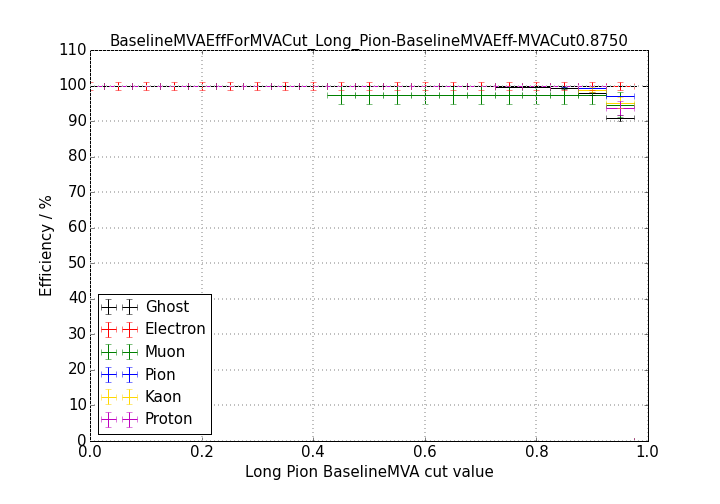 BaselineMVAEffForMVACut_Long_Pion-BaselineMVAEff-MVACut0.8750
110
100
90
80
70
60
50
40
30
20
10
0
Efficiency / %
Ghost
Electron
Muon
Pion
Kaon
Proton
0.0 0.2 0.4 0.6 0.8 1.0
Long Pion BaselineMVA cut value